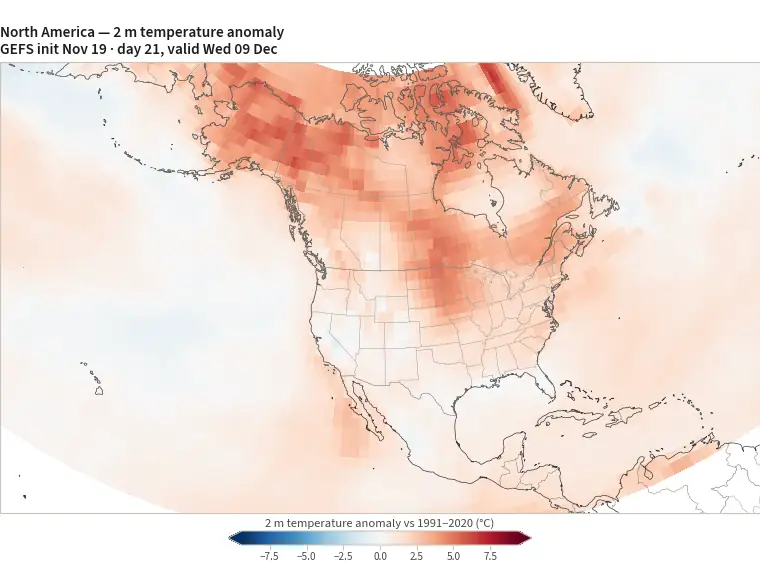 North America — 2 m temperature anomaly
GEFS init Nov 19 · day 21, valid Wed 09 Dec
2 m temperature anomaly vs 1991–2020 (°C)
−7.5 −5.0 −2.5 0.0 2.5 5.0 7.5